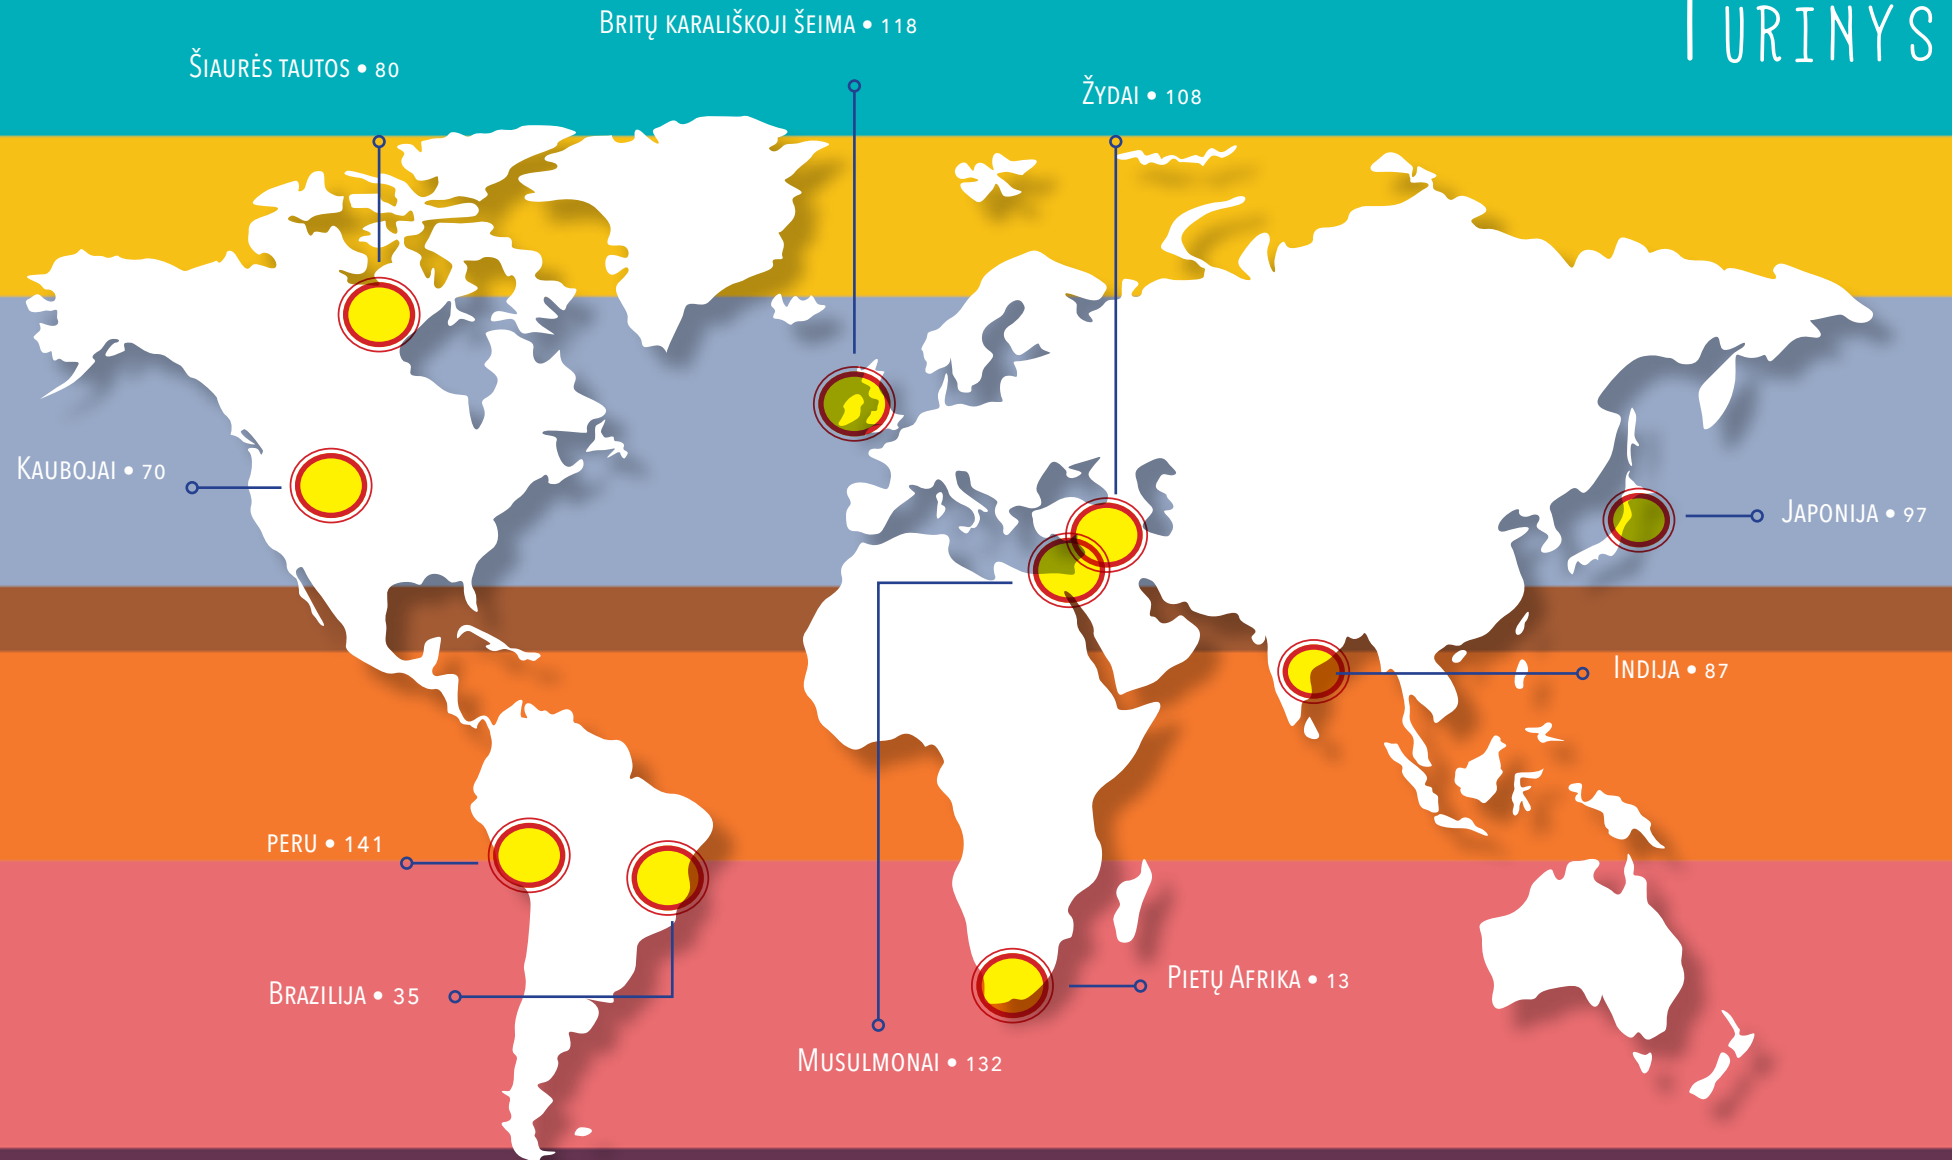 Turinys
Britų karališkoji šeima • 118
Šiaurės tautos • 80
Žydai • 108
Kaubojai • 70
Japonija • 97
Indija • 87
peru • 141
Brazilija • 35
Pietų Afrika • 13
Musulmonai • 132